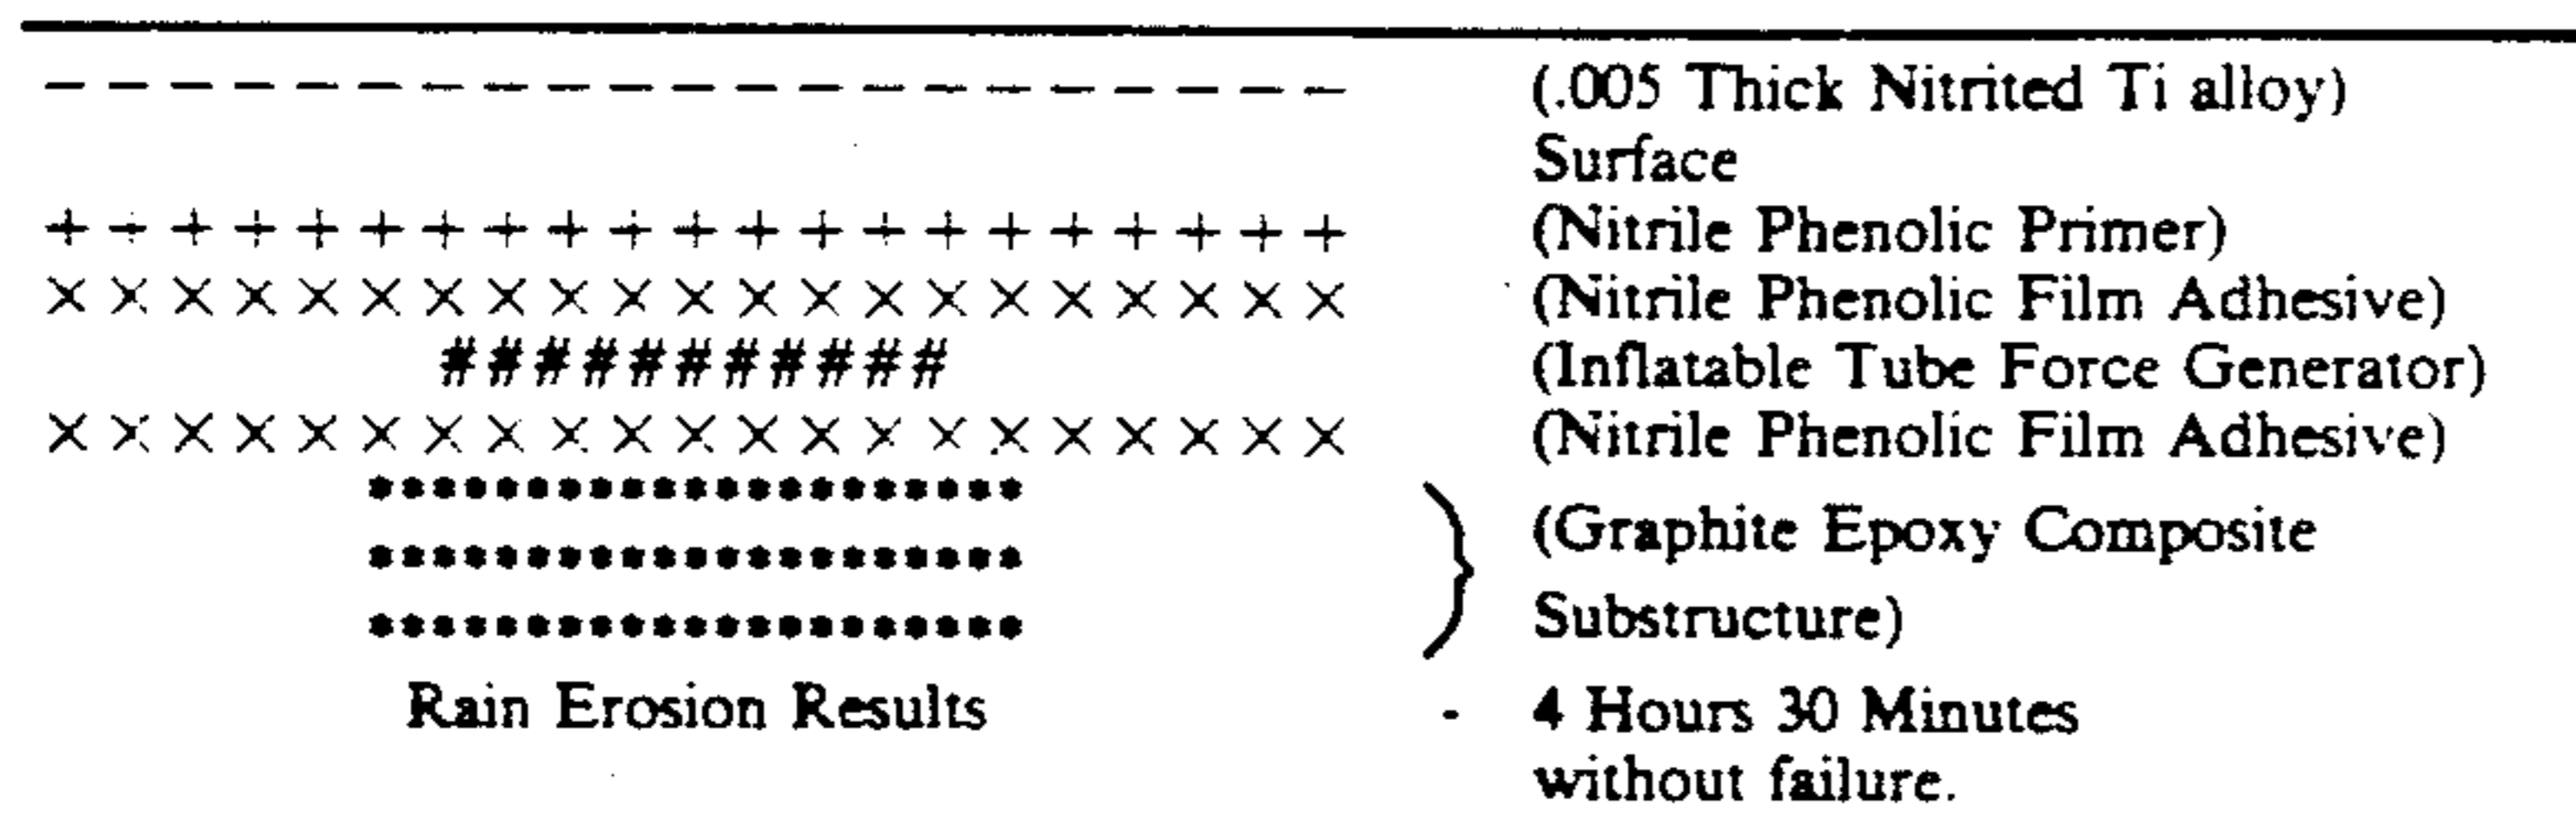 - - - - - - - - - - - - - - - - - - - - - (.005 Thick Nitrited Ti alloy)
Surface
+ + + + + + + + + + + + + + + + + + + + + (Nitrile Phenolic Primer)
× × × × × × × × × × × × × × × × × × × × × (Nitrile Phenolic Film Adhesive)
# # # # # # # # # # # (Inflatable Tube Force Generator)
× × × × × × × × × × × × × × × × × × × × × (Nitrile Phenolic Film Adhesive)
• • • • • • • • • • • • • • • • • • • • •
• • • • • • • • • • • • • • • • • • • • • } (Graphite Epoxy Composite
• • • • • • • • • • • • • • • • • • • • • Substructure)
Rain Erosion Results - 4 Hours 30 Minutes
without failure.